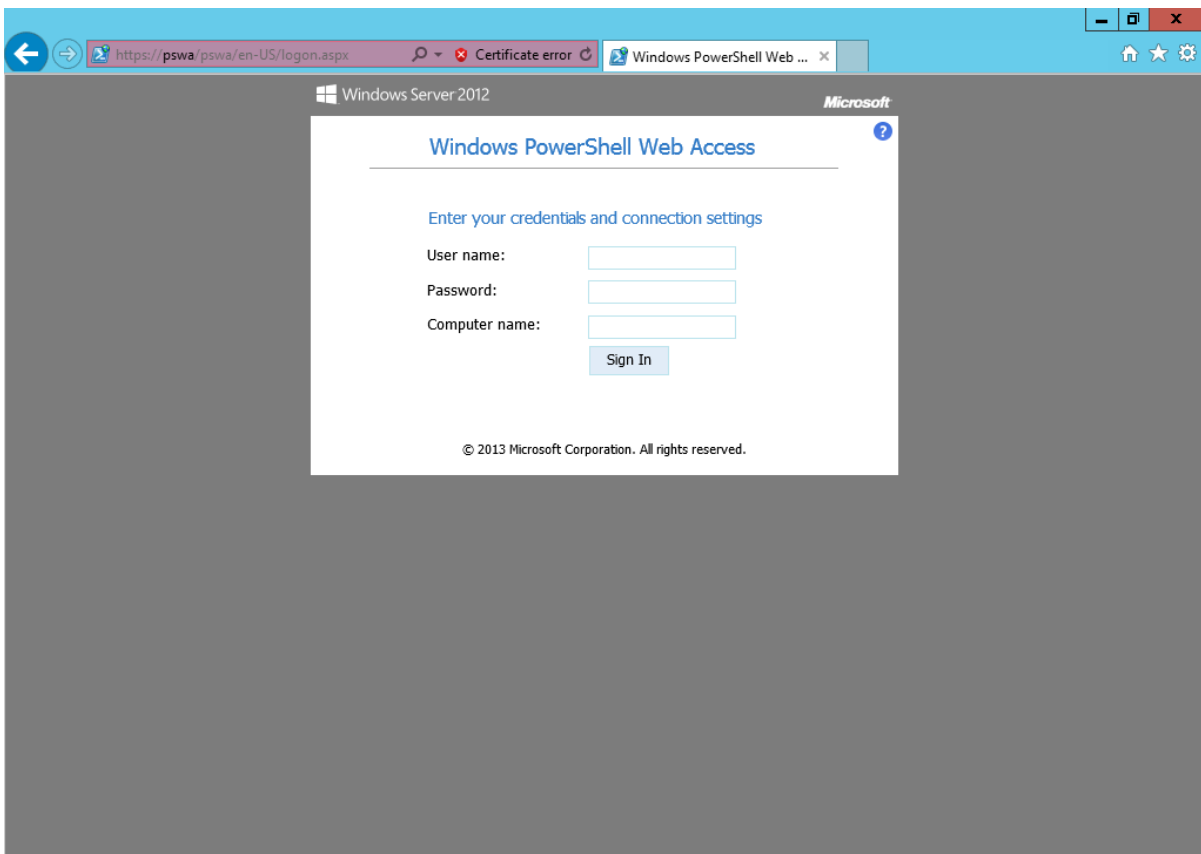 https://pswa/pswa/en-US/logon.aspx Certificate error Windows PowerShell Web ...
Windows Server 2012 Microsoft
?
Windows PowerShell Web Access
Enter your credentials and connection settings
User name:
Password:
Computer name:
Sign In
© 2013 Microsoft Corporation. All rights reserved.